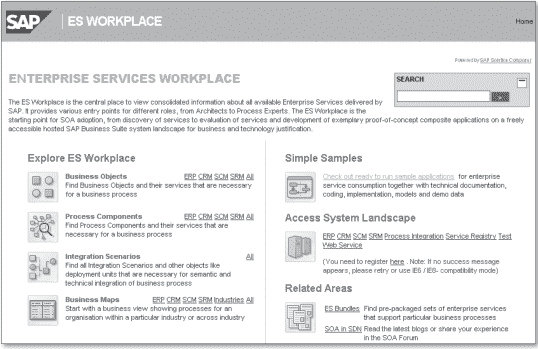 SAP ES WORKPLACE
Home
Powered by SAP Solution Composer
ENTERPRISE SERVICES WORKPLACE
SEARCH
The ES Workplace is the central place to view consolidated information about all available Enterprise Services delivered by
SAP. It provides various entry points for different roles, from Architects to Process Experts. The ES Workplace is the
starting point for SOA adoption, from discovery of services to evaluation of services and development of exemplary proof-of-concept composite applications on a freely
accessible hosted SAP Business Suite system landscape for business and technology justification.
Explore ES Workplace
Business Objects ERP CRM SCM SRM All
Find Business Objects and their services that are necessary
for a business process
Process Components ERP CRM SCM SRM All
Find Process Components and their services that are
necessary for a business process
Integration Scenarios All
Find all Integration Scenarios and other objects like
deployment units that are necessary for semantic and
technical integration of business process
Business Maps ERP CRM SCM SRM Industries All
Start with a business view showing processes for an
organisation within a particular industry or across industry
Simple Samples
Check out ready to run sample applications for enterprise
service consumption together with technical documentation,
coding, implementation, models and demo data
Access System Landscape
ERP CRM SCM SRM Process Integration Service Registry Test
Web Service
(You need to register here . Note: If no success message
appears, please retry or use IE6 / IE8- compatibility mode)
Related Areas
ES Bundles Find pre-packaged sets of enterprise services
that support particular business processes
SOA in SDN Read the latest blogs or share your experience
in the SOA Forum